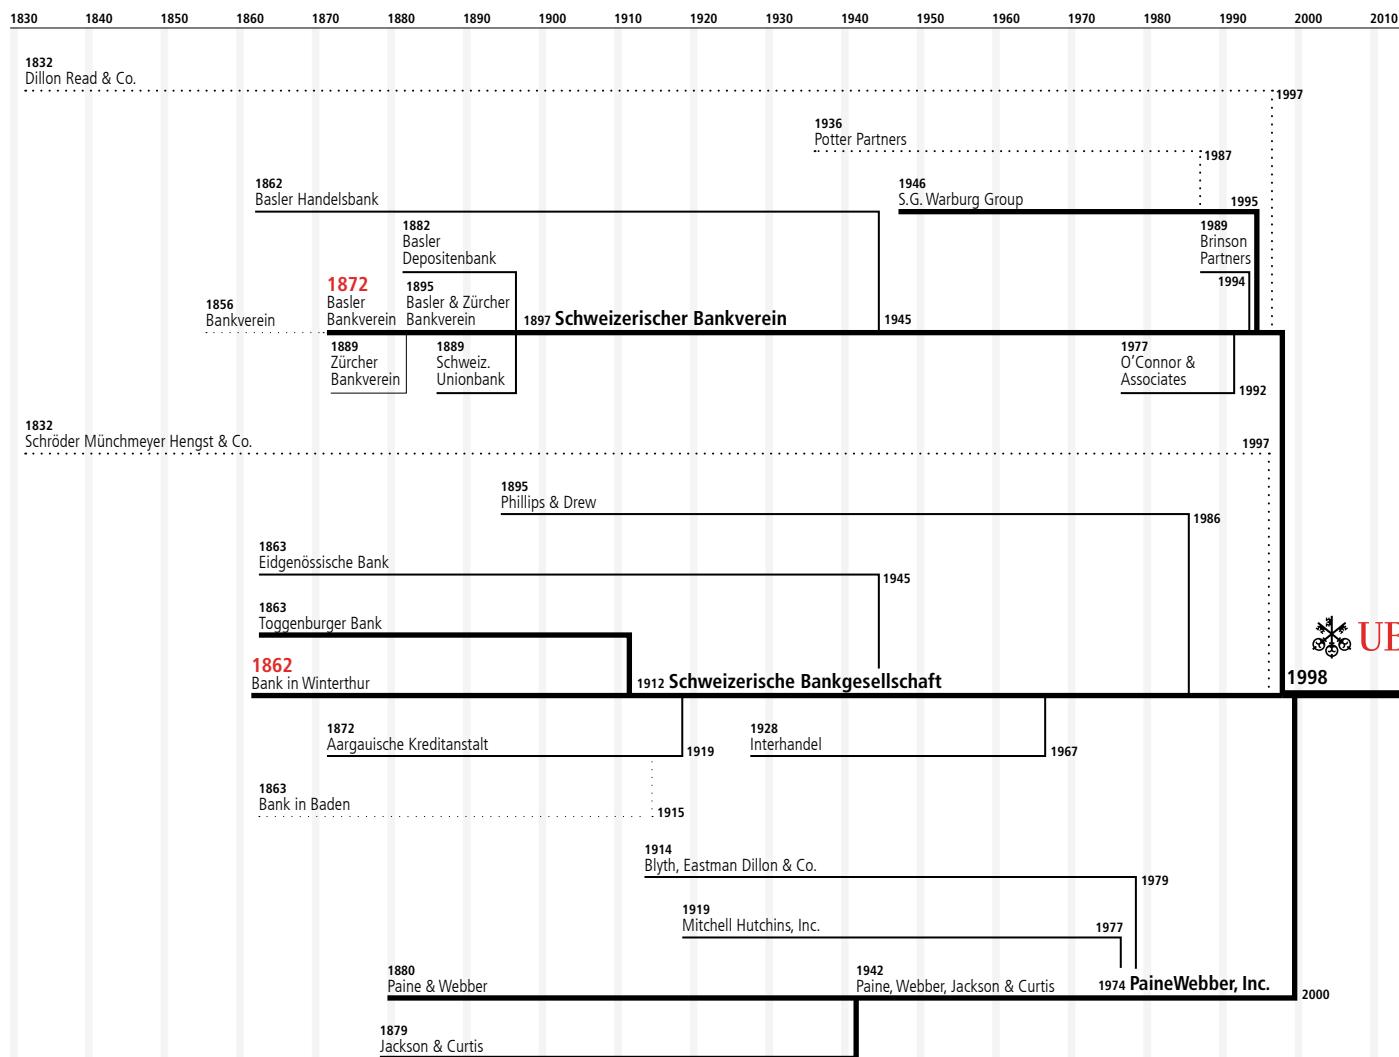 1830 1840 1850 1860 1870 1880 1890 1900 1910 1920 1930 1940 1950 1960 1970 1980 1990 2000 2010
1832
Dillon Read & Co.
1997
1936
Potter Partners
1987
1862
Basler Handelsbank
1946
S.G. Warburg Group
1995
1882
Basler
Depositenbank
1989
Brinson
Partners
1994
1872
Basler
Bankverein
1895
Basler & Zürcher
Bankverein
1856
Bankverein
1897 Schweizerischer Bankverein
1945
1889
Zürcher
Bankverein
1889
Schweiz.
Unionbank
1977
O'Connor &
Associates
1992
1832
Schröder Münchmeyer Hengst & Co.
1997
1895
Phillips & Drew
1986
1863
Eidgenössische Bank
1945
1863
Toggenburger Bank
UB
1862
Bank in Winterthur
1912 Schweizerische Bankgesellschaft
1998
1872
Aargauische Kreditanstalt
1919
1928
Interhandel
1967
1863
Bank in Baden
1915
1914
Blyth, Eastman Dillon & Co.
1979
1919
Mitchell Hutchins, Inc.
1977
1880
Paine & Webber
1942
Paine, Webber, Jackson & Curtis
1974 PaineWebber, Inc.
2000
1879
Jackson & Curtis